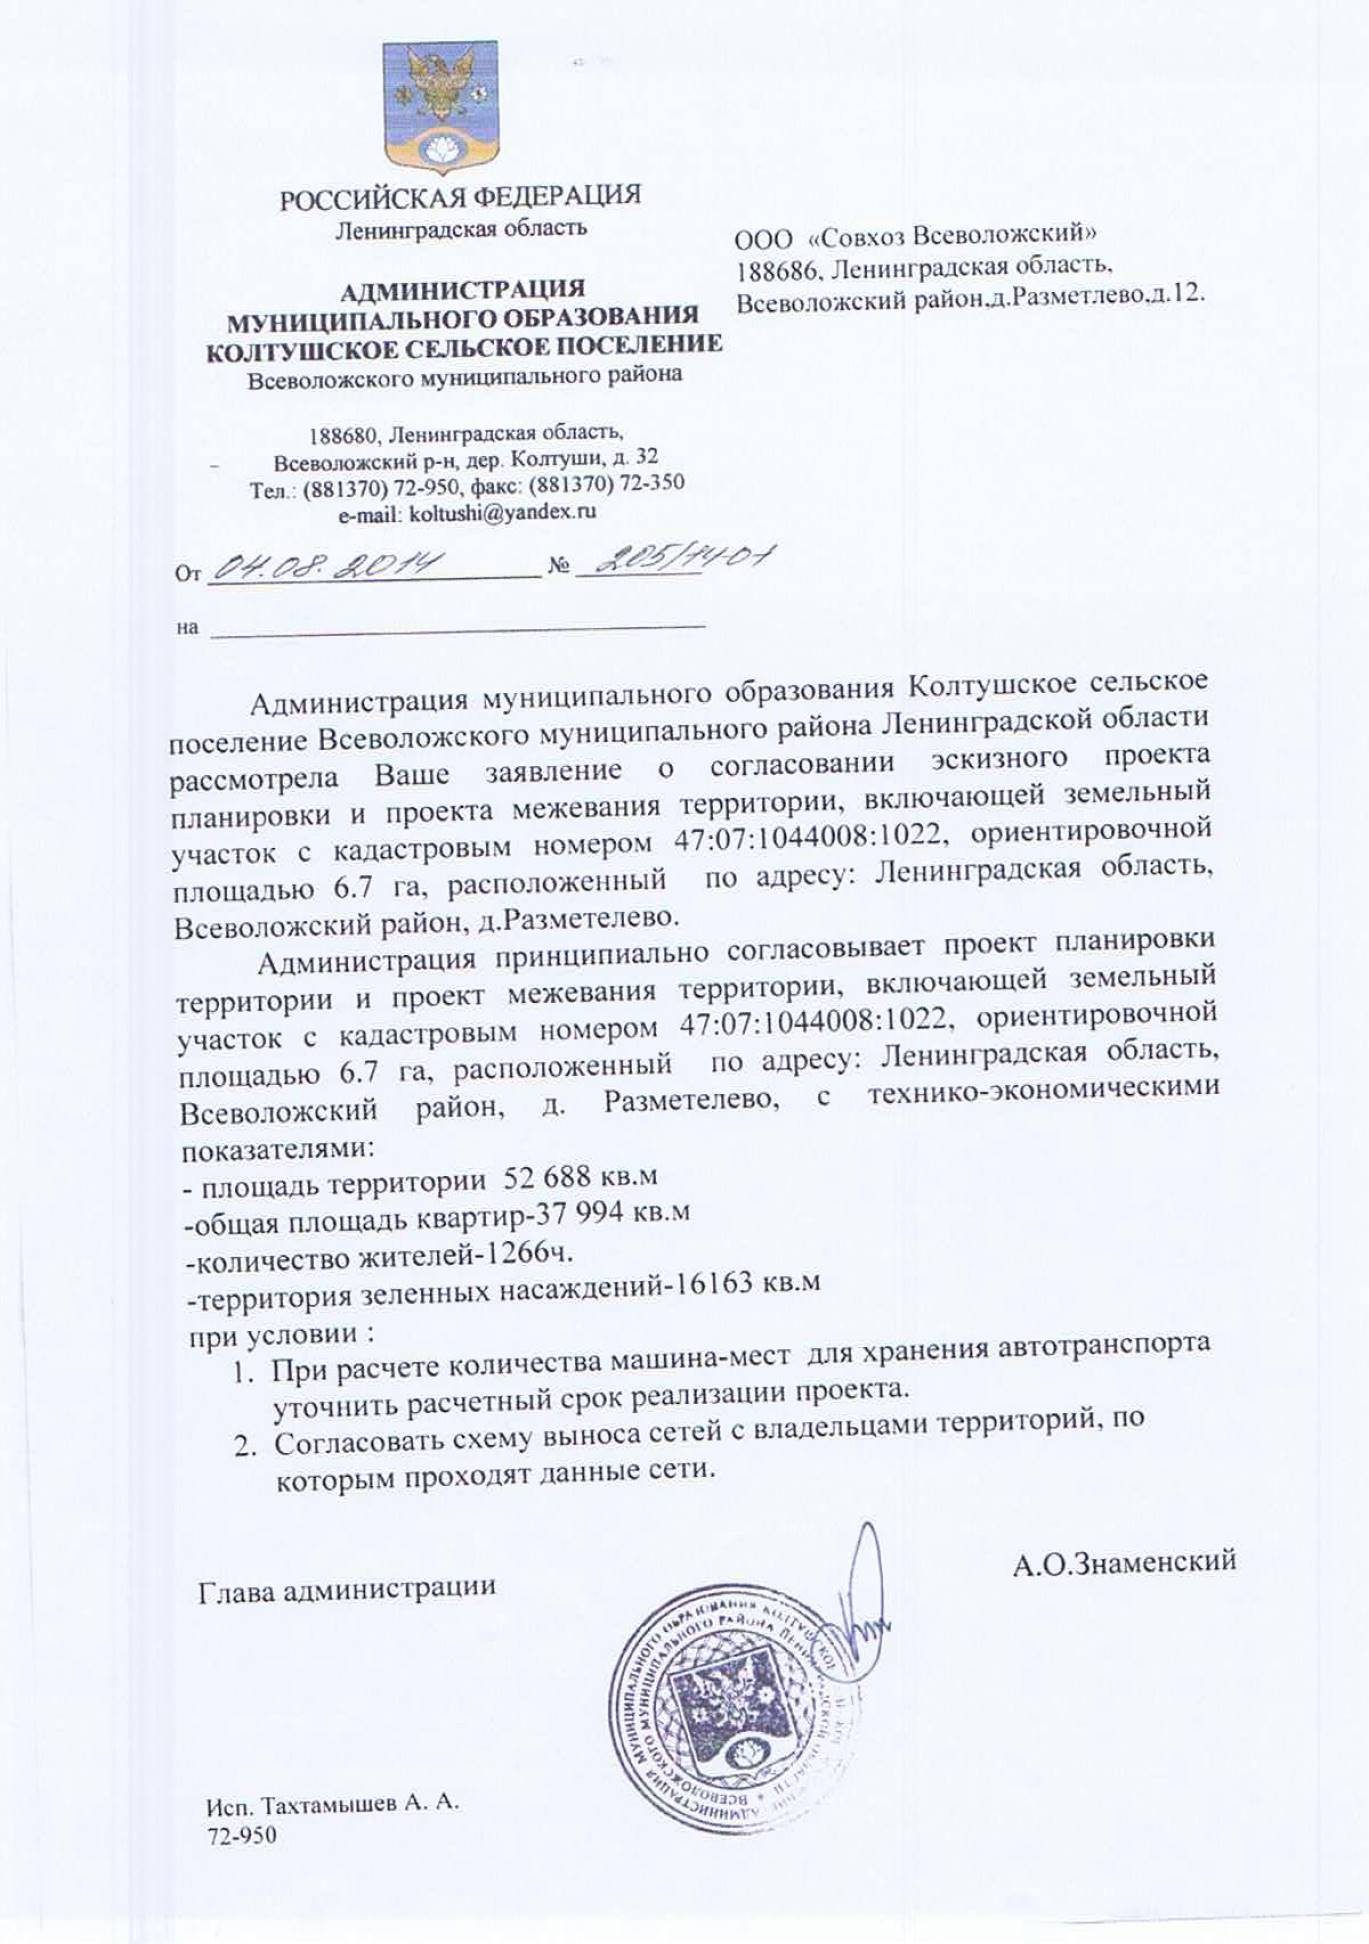 РОССИЙСКАЯ ФЕДЕРАЦИЯ
Ленинградская область
АДМИНИСТРАЦИЯ
МУНИЦИПАЛЬНОГО ОБРАЗОВАНИЯ
КОЛТУШСКОЕ СЕЛЬСКОЕ ПОСЕЛЕНИЕ
Всеволожского муниципального района
188680, Ленинградская область,
Всеволожский р-н, дер. Колтуши, д. 32
Тел.: (881370) 72-950, факс: (881370) 72-350
e-mail: koltushi@yandex.ru
От 04.08.2014 № 205/14-01
на
ООО «Совхоз Всеволожский»
188686, Ленинградская область,
Всеволожский район,д.Разметлево,д.12.
Администрация муниципального образования Колтушское сельское
поселение Всеволожского муниципального района Ленинградской области
рассмотрела Ваше заявление о согласовании эскизного проекта
планировки и проекта межевания территории, включающей земельный
участок с кадастровым номером 47:07:1044008:1022, ориентировочной
площадью 6.7 га, расположенный по адресу: Ленинградская область,
Всеволожский район, д.Разметелево.
Администрация принципиально согласовывает проект планировки
территории и проект межевания территории, включающей земельный
участок с кадастровым номером 47:07:1044008:1022, ориентировочной
площадью 6.7 га, расположенный по адресу: Ленинградская область,
Всеволожский район, д. Разметелево, с технико-экономическими
показателями:
- площадь территории 52 688 кв.м
-общая площадь квартир-37 994 кв.м
-количество жителей-1266ч.
-территория зеленных насаждений-16163 кв.м
при условии :
1. При расчете количества машина-мест для хранения автотранспорта
уточнить расчетный срок реализации проекта.
2. Согласовать схему выноса сетей с владельцами территорий, по
которым проходят данные сети.
Глава администрации
А.О.Знаменский
АДМИНИСТРАЦИЯ МУНИЦИПАЛЬНОГО ОБРАЗОВАНИЯ КОЛТУШСКОЕ
ВСЕВОЛОЖСКОГО МУНИЦИПАЛЬНОГО РАЙОНА ЛЕНИНГРАДСКОЙ ОБЛАСТИ
Исп. Тахтамышев А. А.
72-950